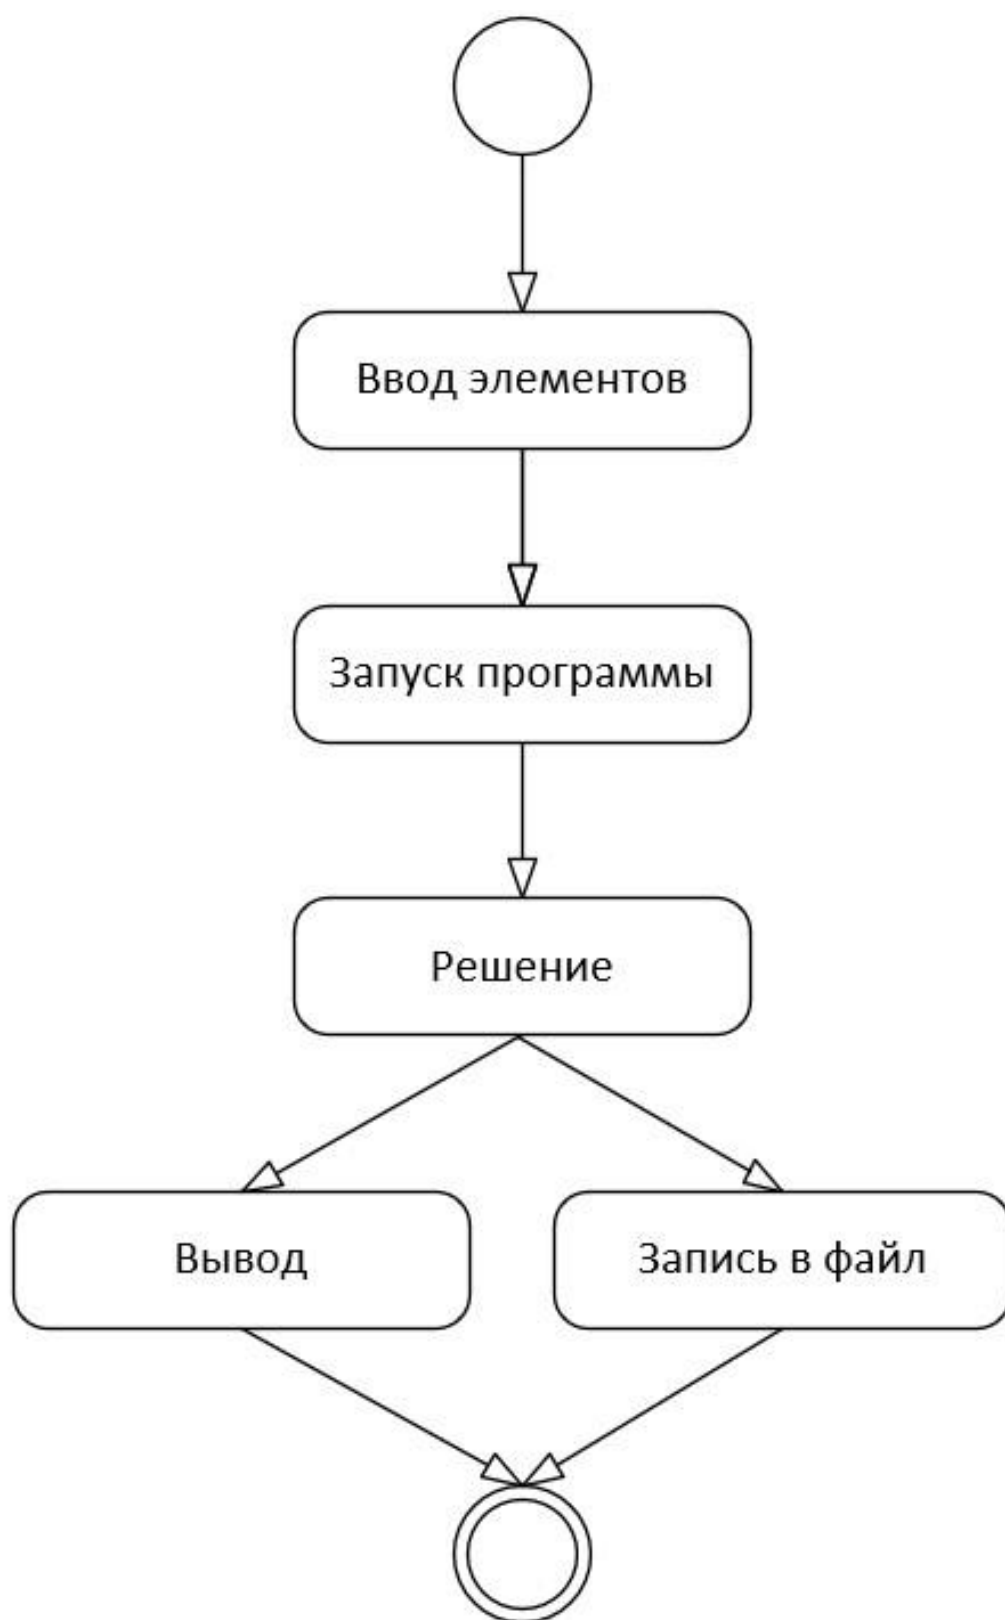 Ввод элементов
Запуск программы
Решение
Вывод
Запись в файл